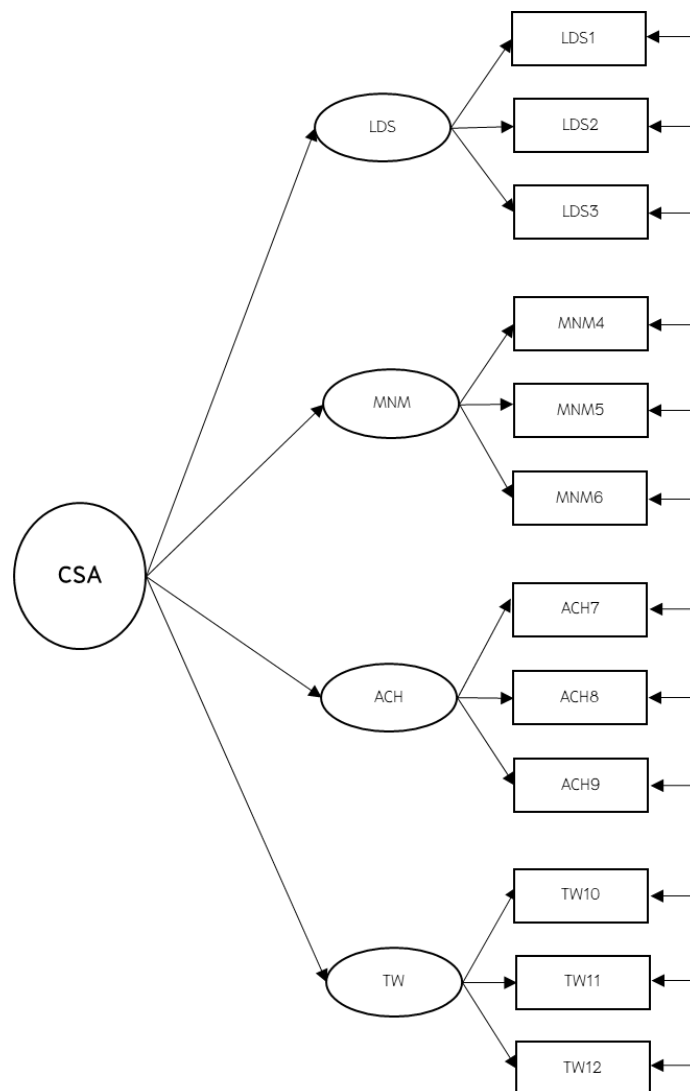 LDS1
LDS
LDS2
LDS3
MNM4
MNM
MNM5
MNM6
CSA
ACH7
ACH
ACH8
ACH9
TW10
TW
TW11
TW12